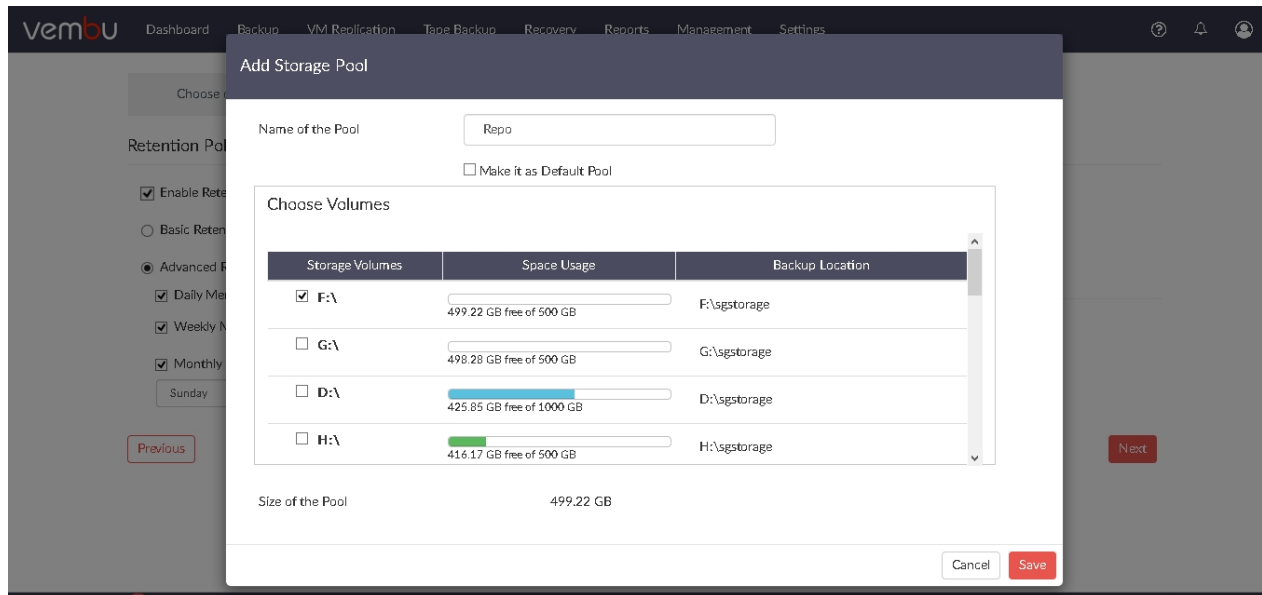 vembu
Dashboard Backup VM Replication Tape Backup Recovery Reports Management Settings
Add Storage Pool
Choose
Name of the Pool Repo
Retention Pol
Make it as Default Pool
Enable Rete
Choose Volumes
Basic Reten
Advanced R
Storage Volumes Space Usage Backup Location
Daily Me
F:\ 499.22 GB free of 500 GB F:\sgstorage
Weekly N
G:\ 498.28 GB free of 500 GB G:\sgstorage
Monthly
Sunday
D:\ 425.85 GB free of 1000 GB D:\sgstorage
H:\ 416.17 GB free of 500 GB H:\sgstorage
Previous Next
Size of the Pool 499.22 GB
Cancel Save